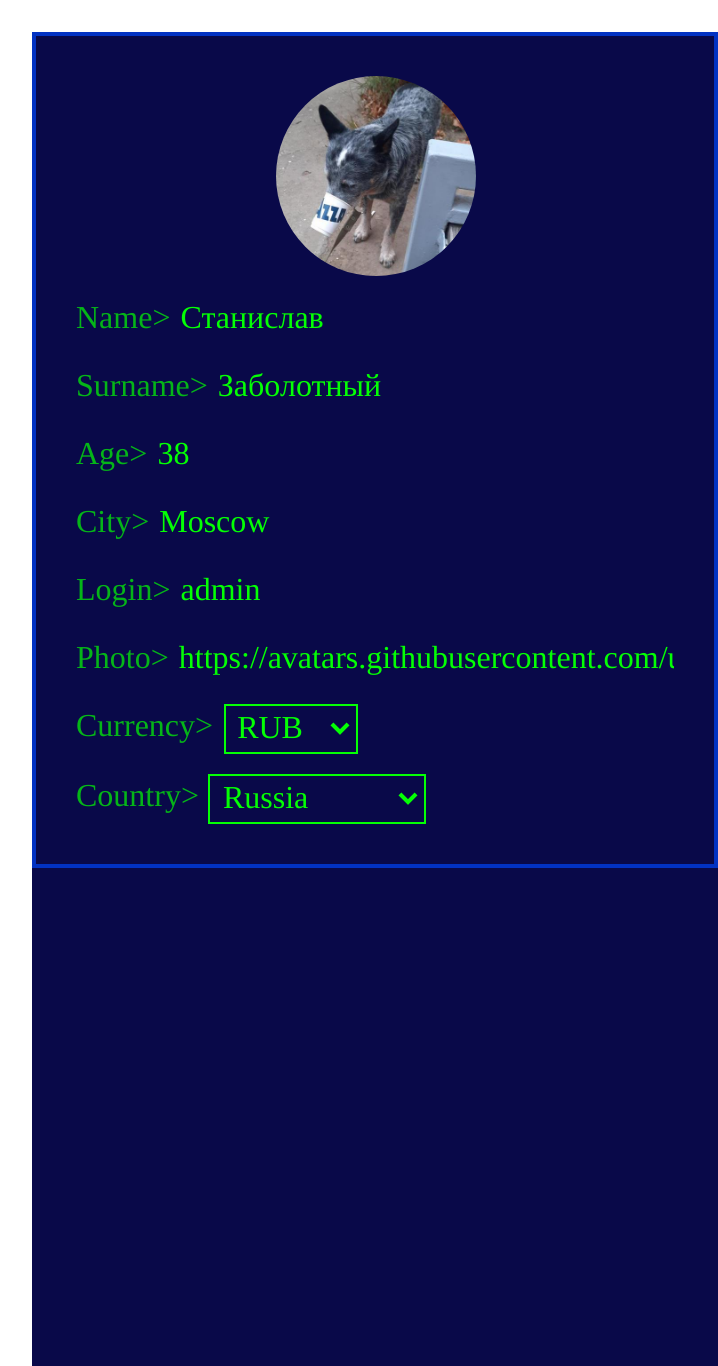 Name> Станислав
Surname> Заболотный
Age> 38
City> Moscow
Login> admin
Photo> https://avatars.githubusercontent.com/
Currency> RUB
Country> Russia